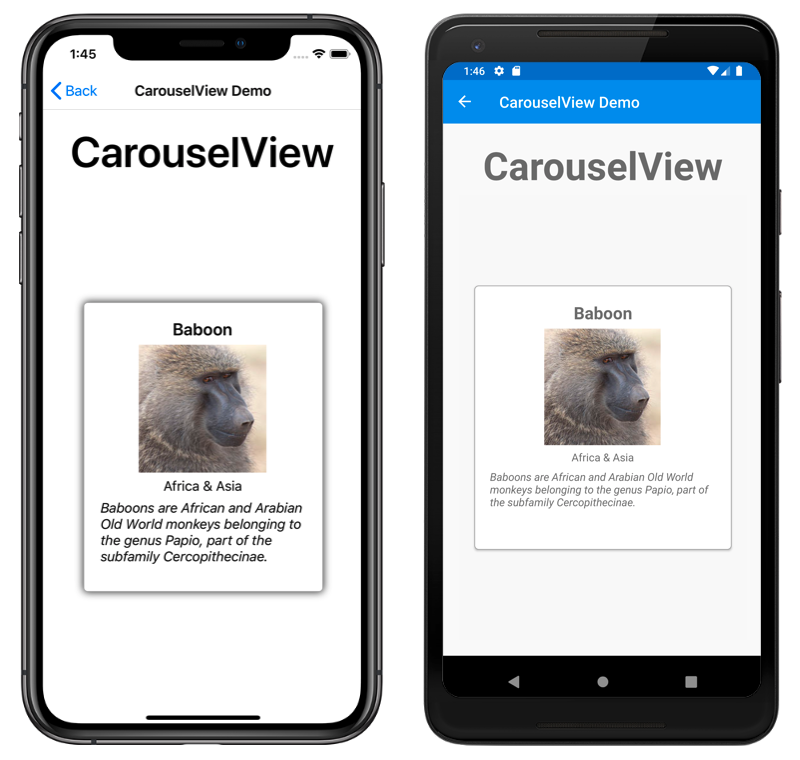 1:45
Back
CarouselView Demo
CarouselView
Baboon
Africa & Asia
Baboons are African and Arabian
Old World monkeys belonging to
the genus Papio, part of the
subfamily Cercopithecinae.
1:46
CarouselView Demo
CarouselView
Baboon
Africa & Asia
Baboons are African and Arabian Old World
monkeys belonging to the genus Papio, part of
the subfamily Cercopithecinae.